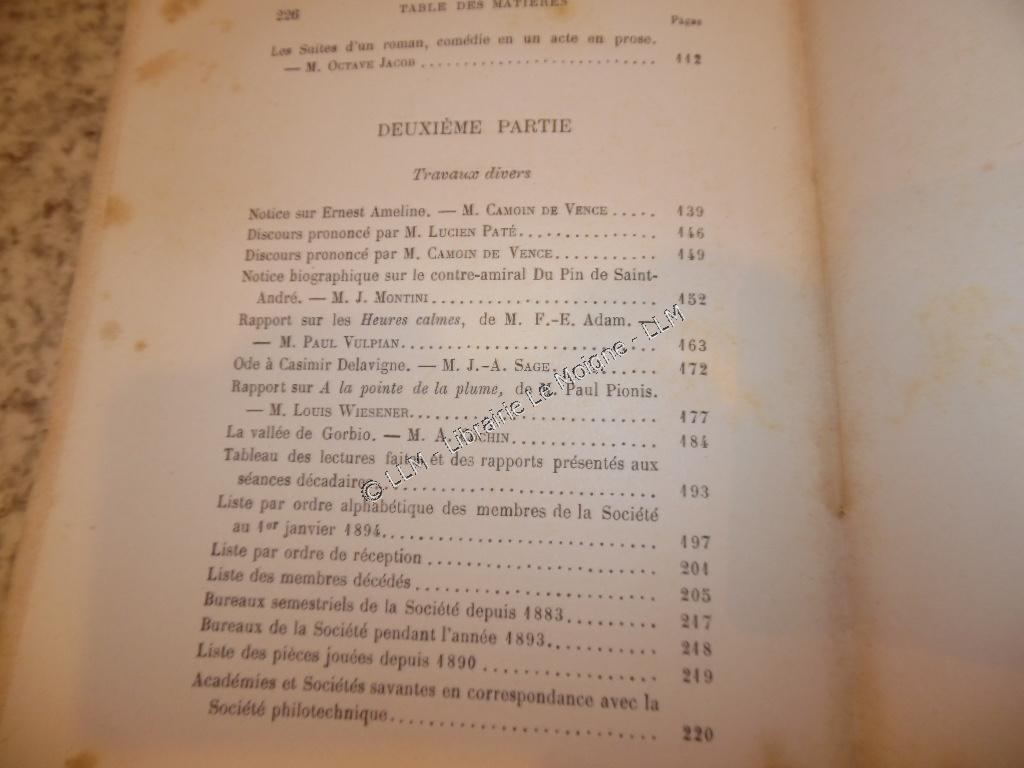 226 TABLE DES MATIÈRES
Pages
Les Suites d'un roman, comédie en un acte en prose.
— M. OCTAVE JACOB ........................... 112
DEUXIÈME PARTIE
Travaux divers
Notice sur Ernest Ameline. — M. CAMOIN DE VENCE ..... 139
Discours prononcé par M. LUCIEN PATÉ............... 146
Discours prononcé par M. CAMOIN DE VENCE........... 149
Notice biographique sur le contre-amiral Du Pin de Saint-
André. — M. J. MONTINI......................... 152
Rapport sur les Heures calmes, de M. F.-E. Adam. —
— M. PAUL VULPIAN............................ 163
Ode à Casimir Delavigne. — M. J.-A. SAGE........... 172
Rapport sur A la pointe de la plume, de M. Paul Pionis.
— M. LOUIS WIESENER........................... 177
La vallée de Gorbio. — M. A. ............... 184
Tableau des lectures faites et des rapports présentés aux
séances décadaires............................... 193
Liste par ordre alphabétique des membres de la Société
au 1er janvier 1894............................... 197
Liste par ordre de réception ........................ 201
Liste des membres décédés ......................... 205
Bureaux semestriels de la Société depuis 1883......... 217
Bureaux de la Société pendant l'année 1893........... 218
Liste des pièces jouées depuis 1890 .................. 219
Académies et Sociétés savantes en correspondance avec la
Société philotechnique............................. 220
© LLM - Librairie Le Moigne - LLM